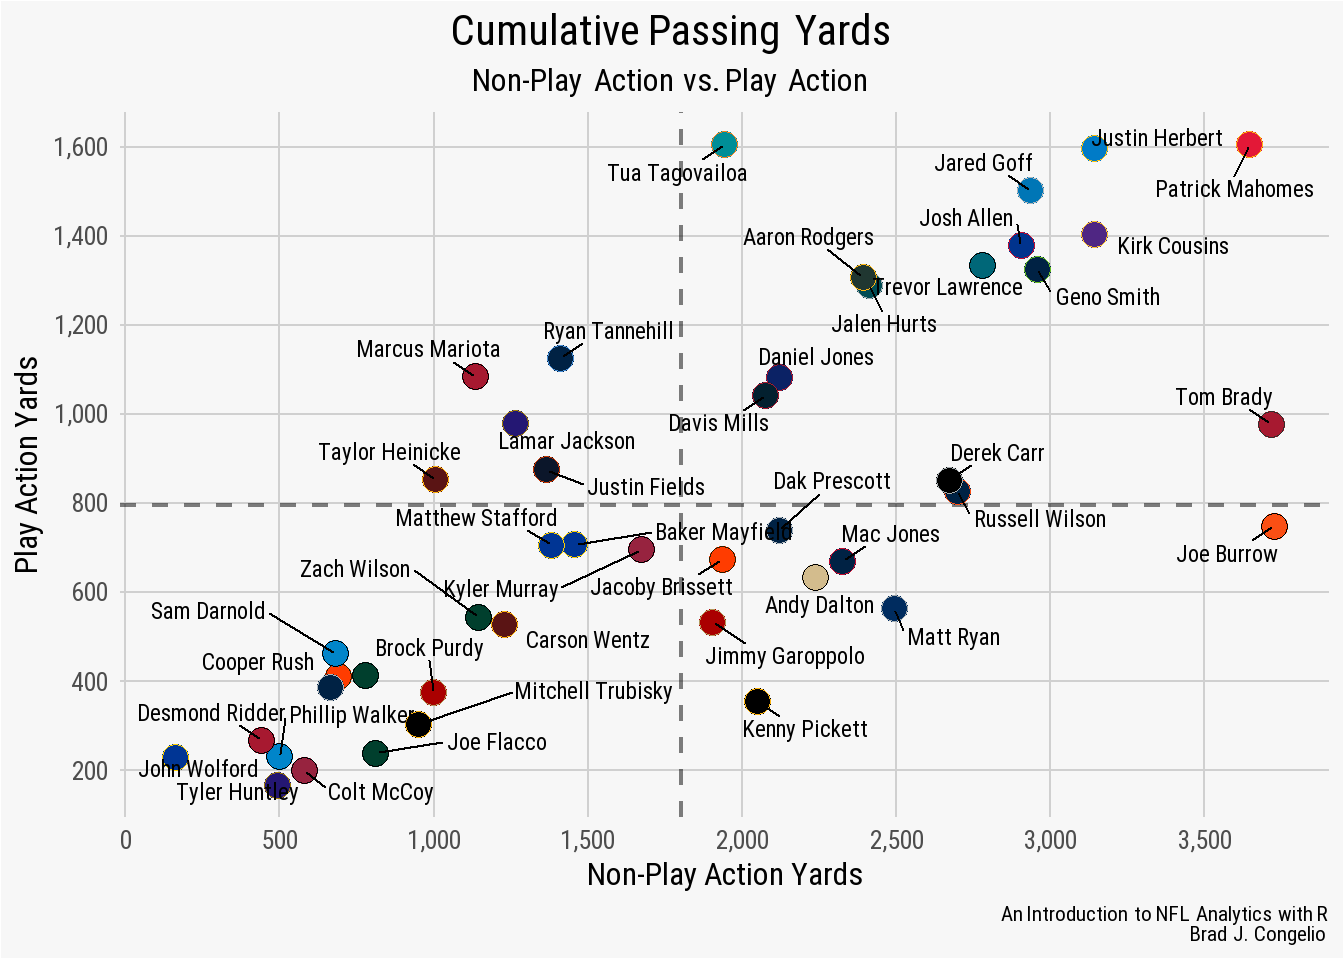 Cumulative Passing Yards
Non-Play Action vs. Play Action
Play Action Yards
1,600
1,400
1,200
1,000
800
600
400
200
Justin Herbert
Tua Tagovailoa
Jared Goff
Patrick Mahomes
Josh Allen
Aaron Rodgers
Kirk Cousins
Trevor Lawrence
Geno Smith
Jalen Hurts
Ryan Tannehill
Marcus Mariota
Daniel Jones
Tom Brady
Davis Mills
Lamar Jackson
Taylor Heinicke
Derek Carr
Justin Fields
Dak Prescott
Matthew Stafford
Russell Wilson
Baker Mayfield
Mac Jones
Joe Burrow
Zach Wilson
Kyler Murray
Jacoby Brissett
Sam Darnold
Andy Dalton
Carson Wentz
Matt Ryan
Brock Purdy
Jimmy Garoppolo
Cooper Rush
Mitchell Trubisky
Desmond Ridder
Phillip Walker
Kenny Pickett
Joe Flacco
John Wolford
Tyler Huntley
Colt McCoy
0
500
1,000
1,500
2,000
2,500
3,000
3,500
Non-Play Action Yards
An Introduction to NFL Analytics with R
Brad J. Congelio